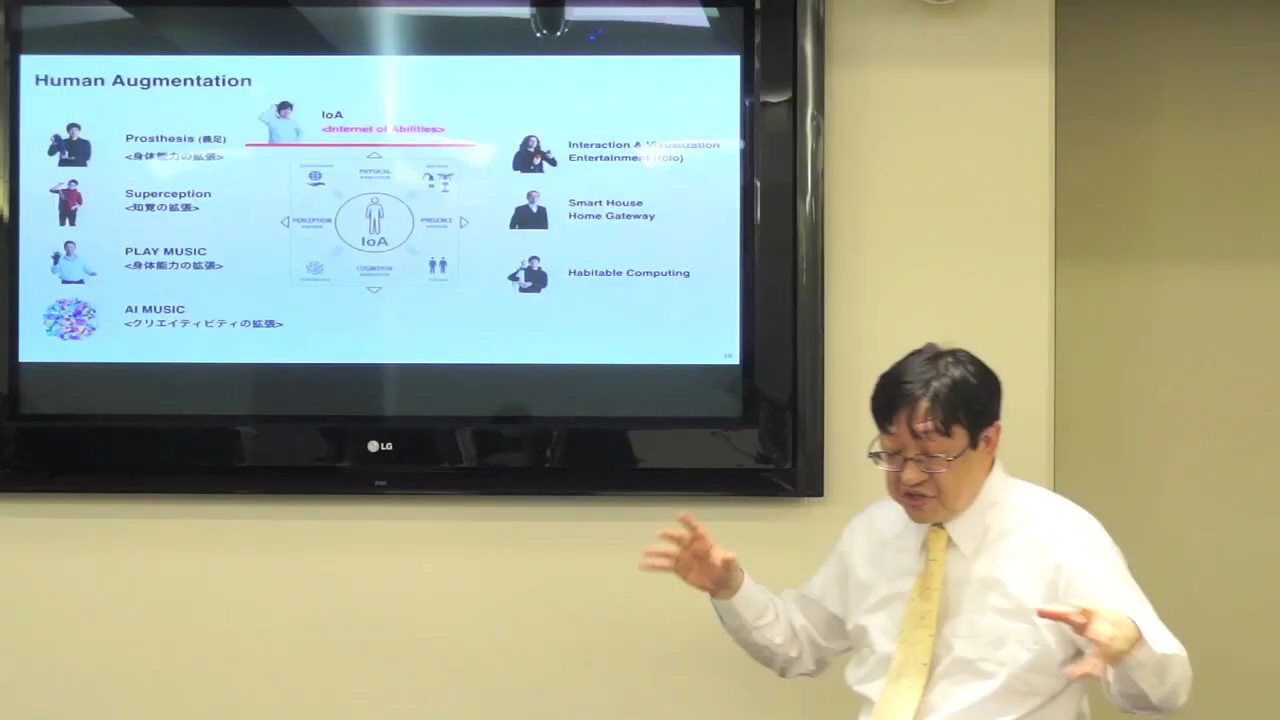 Human Augmentation
IoA
<Internet of Abilities>
Prosthesis (義足)
<身体能力の拡張>
Superception
<知覚の拡張>
PLAY MUSIC
<身体能力の拡張>
AI MUSIC
<クリエイティビティの拡張>
PHYSICAL
PERCEPTION
PRESENCE
IoA
COGNITION
Interaction & Visualization
Entertainment (toio)
Smart House
Home Gateway
Habitable Computing
LG